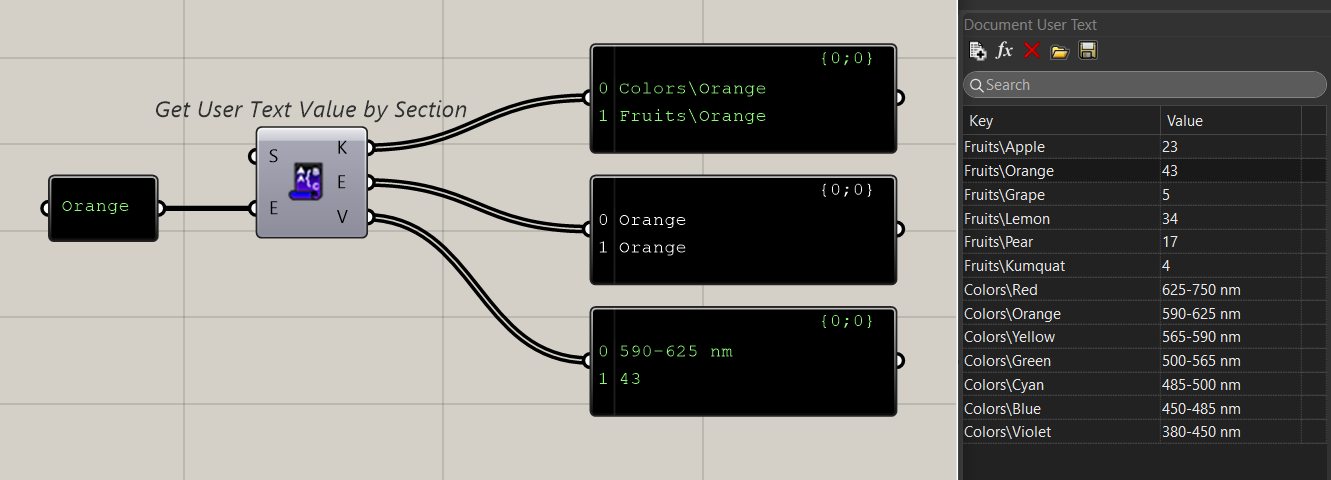 Get User Text Value by Section
Orange
S
E
K
E
V
{0;0}
0 Colors\Orange
1 Fruits\Orange
{0;0}
0 Orange
1 Orange
{0;0}
0 590-625 nm
1 43
Document User Text
fx
Search
Key Value
Fruits\Apple 23
Fruits\Orange 43
Fruits\Grape 5
Fruits\Lemon 34
Fruits\Pear 17
Fruits\Kumquat 4
Colors\Red 625-750 nm
Colors\Orange 590-625 nm
Colors\Yellow 565-590 nm
Colors\Green 500-565 nm
Colors\Cyan 485-500 nm
Colors\Blue 450-485 nm
Colors\Violet 380-450 nm